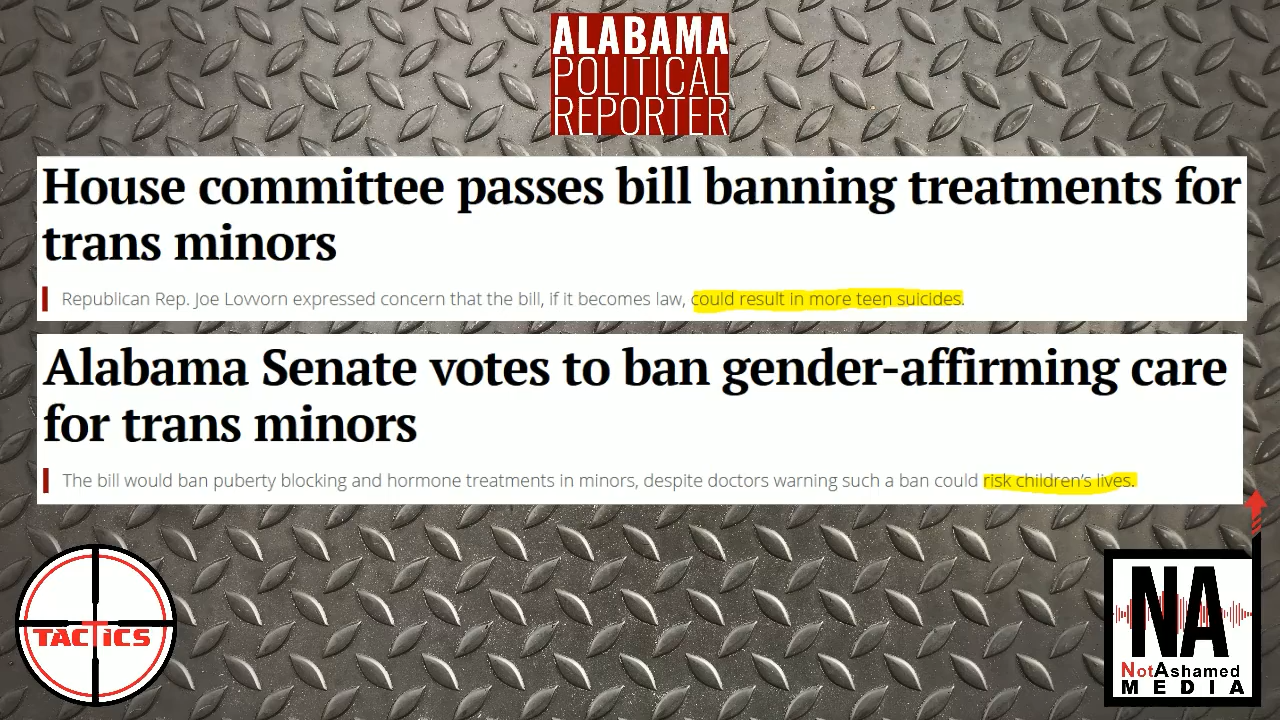 ALABAMA
POLITICAL
REPORTER
House committee passes bill banning treatments for
trans minors
Republican Rep. Joe Lovvorn expressed concern that the bill, if it becomes law, could result in more teen suicides.
Alabama Senate votes to ban gender-affirming care
for trans minors
The bill would ban puberty blocking and hormone treatments in minors, despite doctors warning such a ban could risk children's lives.
TACTICS
NA
NotAshamed
MEDIA